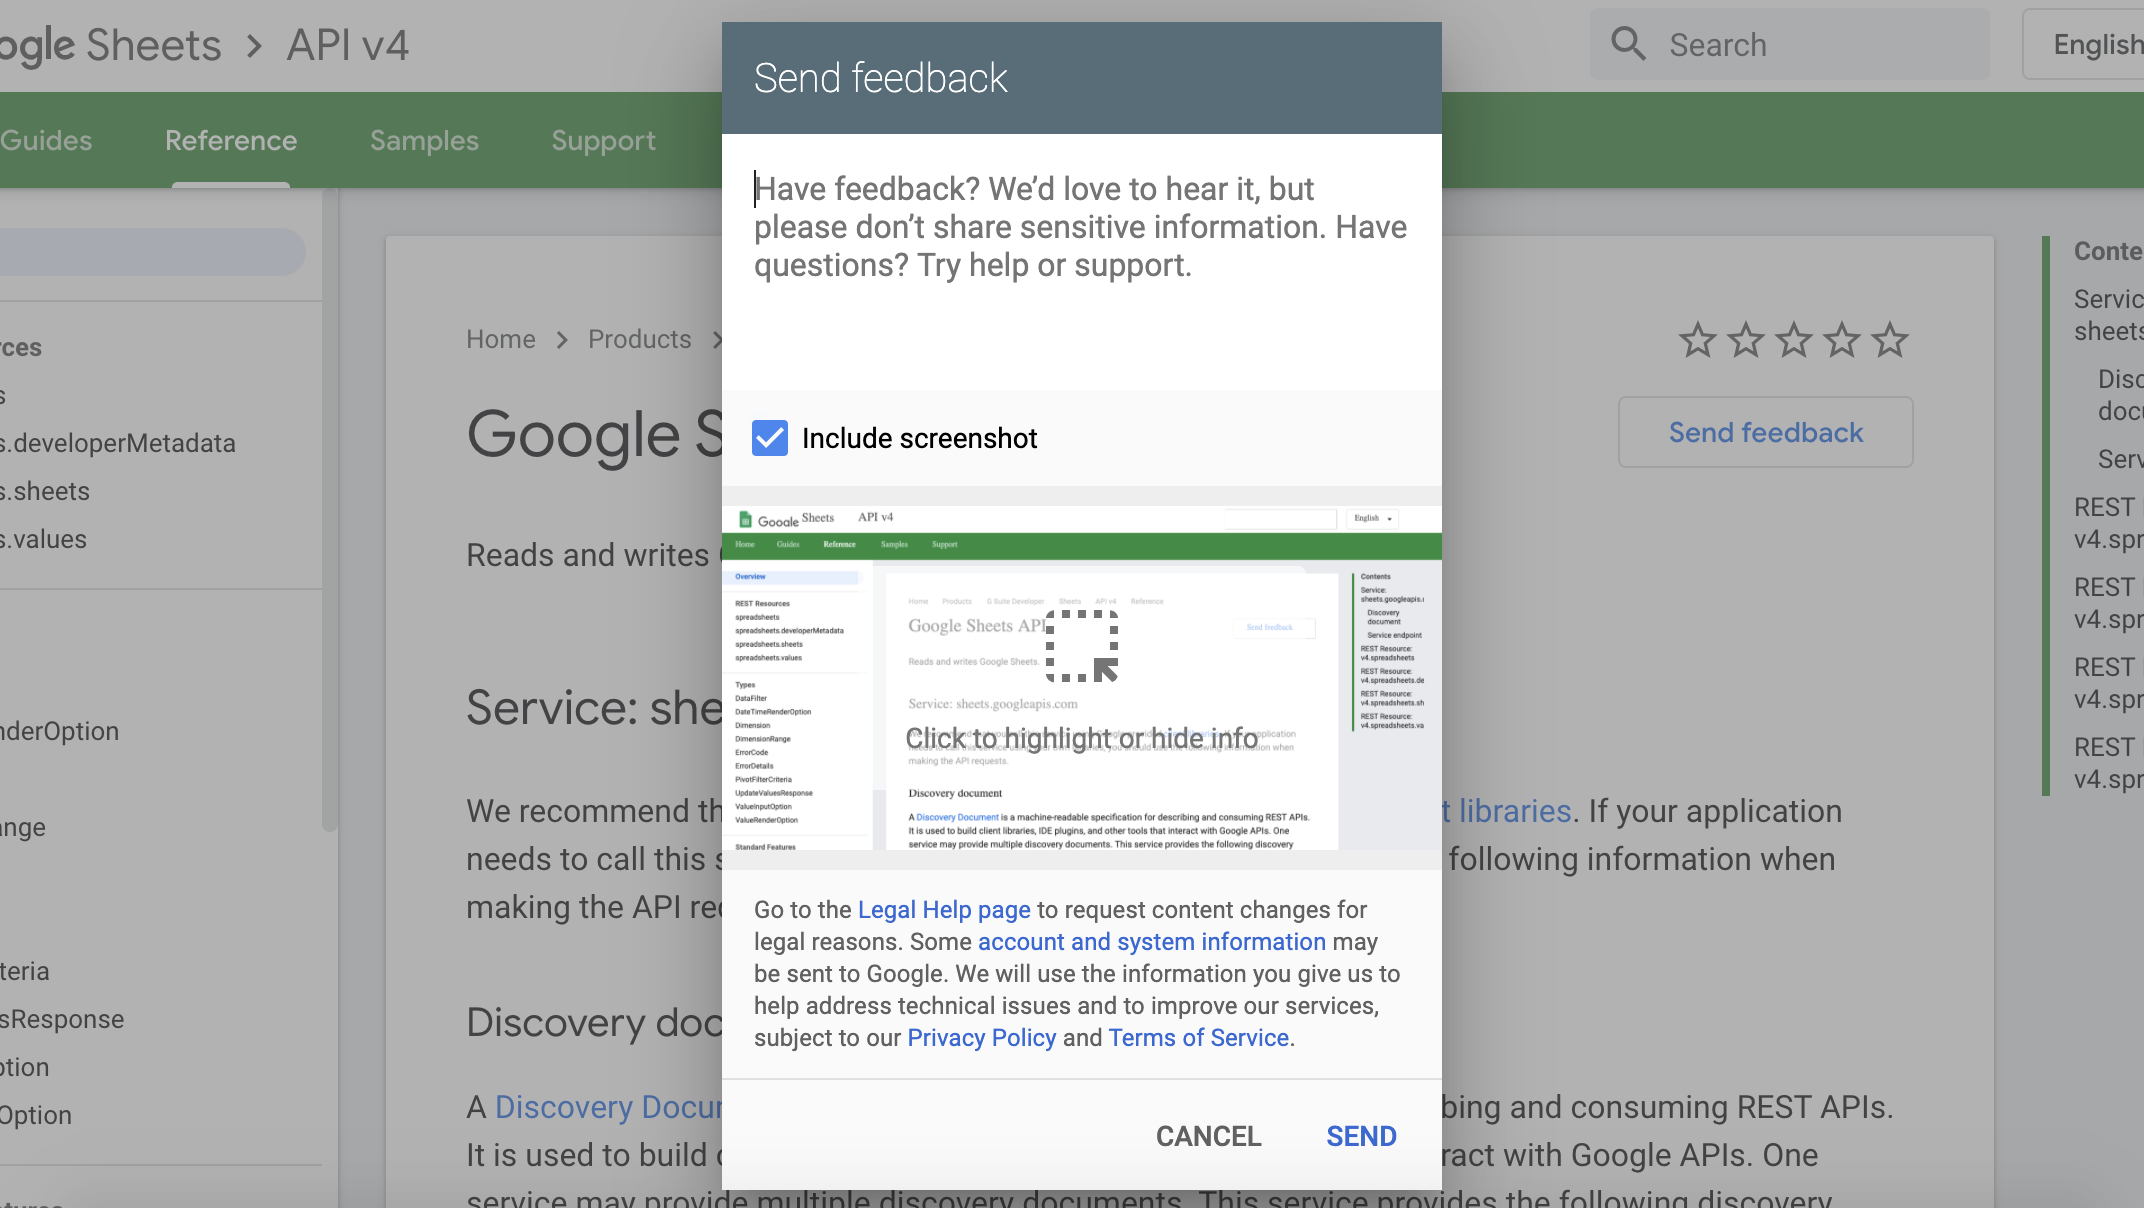 ogle Sheets > API v4
Search
English
Guides Reference Samples Support
Send feedback
Have feedback? We’d love to hear it, but
please don’t share sensitive information. Have
questions? Try help or support.
Include screenshot
Google Sheets API v4
English
Home Guides Reference Samples Support
Overview
REST Resources
spreadsheets
spreadsheets.developerMetadata
spreadsheets.sheets
spreadsheets.values
Types
DataFilter
DateTimeRenderOption
Dimension
DimensionRange
ErrorCode
ErrorDetails
PivotFilterCriteria
UpdateValuesResponse
ValueInputOption
ValueRenderOption
Standard Features
Home Products G Suite Developer Sheets API v4 Reference
Google Sheets API
Send feedback
Reads and writes Google Sheets.
Service: sheets.googleapis.com
Click to highlight or hide info
making the API requests.
Discovery document
A Discovery Document is a machine-readable specification for describing and consuming REST APIs.
It is used to build client libraries, IDE plugins, and other tools that interact with Google APIs. One
service may provide multiple discovery documents. This service provides the following discovery
Contents
Service:
sheets.googleapis.c
Discovery
document
Service endpoint
REST Resource:
v4.spreadsheets
REST Resource:
v4.spreadsheets.de
REST Resource:
v4.spreadsheets.sh
REST Resource:
v4.spreadsheets.va
Go to the Legal Help page to request content changes for
legal reasons. Some account and system information may
be sent to Google. We will use the information you give us to
help address technical issues and to improve our services,
subject to our Privacy Policy and Terms of Service.
CANCEL SEND
rces
s
s.developerMetadata
s.sheets
s.values
nderOption
ange
teria
sResponse
ption
Option
Home > Products >
Google S
Send feedback
Reads and writes
Service: she
We recommend th
t libraries. If your application
needs to call this s
following information when
making the API rec
Discovery doc
A Discovery Docur
bing and consuming REST APIs.
It is used to build c
ract with Google APIs. One
service may provide multiple discovery documents. This service provides the following discovery
Conte
Servic
sheets
Disc
docu
Serv
REST
v4.spr
REST
v4.spr
REST
v4.spr
REST
v4.spr